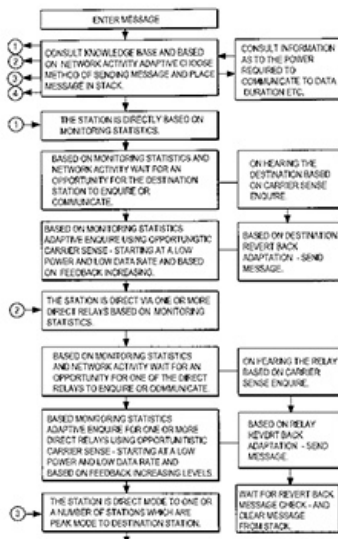 ENTER MESSAGE
1
2
3
4
CONSULT KNOWLEDGE BASE AND BASED
ON NETWORK ACTIVITY ADAPTIVE CHOOSE
METHOD OF SENDING MESSAGE AND PLACE
MESSAGE IN STACK.
CONSULT INFORMATION
AS TO THE POWER
REQUIRED TO
COMMUNICATE TO DATA
DURATION ETC.
1
THE STATION IS DIRECTLY BASED ON
MONITORING STATISTICS.
BASED ON MONITORING STATISTICS AND
NETWORK ACTIVITY WAIT FOR AN
OPPORTUNITY FOR THE DESTINATION
STATION TO ENQUIRE OR
COMMUNICATE.
ON HEARING THE
DESTINATION BASED
ON CARRIER SENSE
ENQUIRE.
BASED ON MONITORING STATISTICS
ADAPTIVE ENQUIRE USING
CARRIER SENSE - STARTING AT A LOW
POWER AND LOW DATA RATE AND BASED
ON FEEDBACK INCREASING.
BASED ON DESTINATION
REVERT BACK
ADAPTATION - SEND
MESSAGE.
2
THE STATION IS DIRECT VIA ONE OR MORE
DIRECT RELAYS BASED ON MONITORING
STATISTICS.
BASED ON MONITORING STATISTICS
AND NETWORK ACTIVITY WAIT FOR AN
OPPORTUNITY FOR ONE OF THE DIRECT
RELAYS TO ENQUIRE OR COMMUNICATE.
ON HEARING THE RELAY
BASED ON CARRIER
SENSE ENQUIRE.
BASED MONITORING STATISTICS
ADAPTIVE ENQUIRE FOR ONE OR MORE
DIRECT RELAYS USING
CARRIER SENSE - STARTING AT A LOW
POWER AND LOW DATA RATE AND
BASED ON FEEDBACK INCREASING LEVELS.
BASED ON RELAY
REVERT BACK
ADAPTATION - SEND
MESSAGE.
WAIT FOR REVERT BACK
MESSAGE CHECK - AND
CLEAR MESSAGE
FROM STACK.
3
THE STATION IS DIRECT MODE TO ONE OR
A NUMBER OF STATIONS WHICH ARE
PEAK MODE TO DESTINATION STATION.